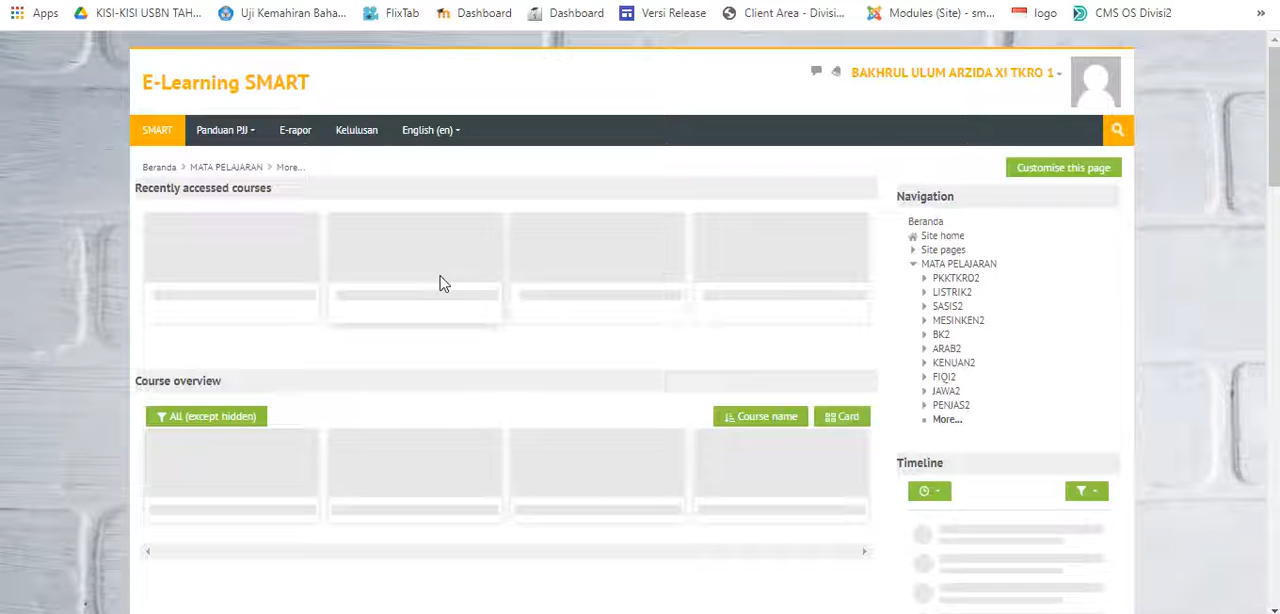 Apps KISI-KISI USBN TAH... Uji Kemahiran Baha... FlixTab Dashboard Dashboard Versi Release Client Area - Divisi... Modules (Site) - sm... logo CMS OS Divisi2 »
E-Learning SMART
BAKHRUL ULUM ARZIDA XI TKRO 1
SMART Panduan PJJ E-rapor Kelulusan English (en)
Beranda > MATA PELAJARAN > More...
Customise this page
Recently accessed courses
Course overview
All (except hidden) Course name Card
Navigation
Beranda
Site home
Site pages
MATA PELAJARAN
PKKTKRO2
LISTRIK2
SASIS2
MESINKEN2
BK2
ARAB2
KENUAN2
FIQI2
JAWA2
PENJAS2
More...
Timeline